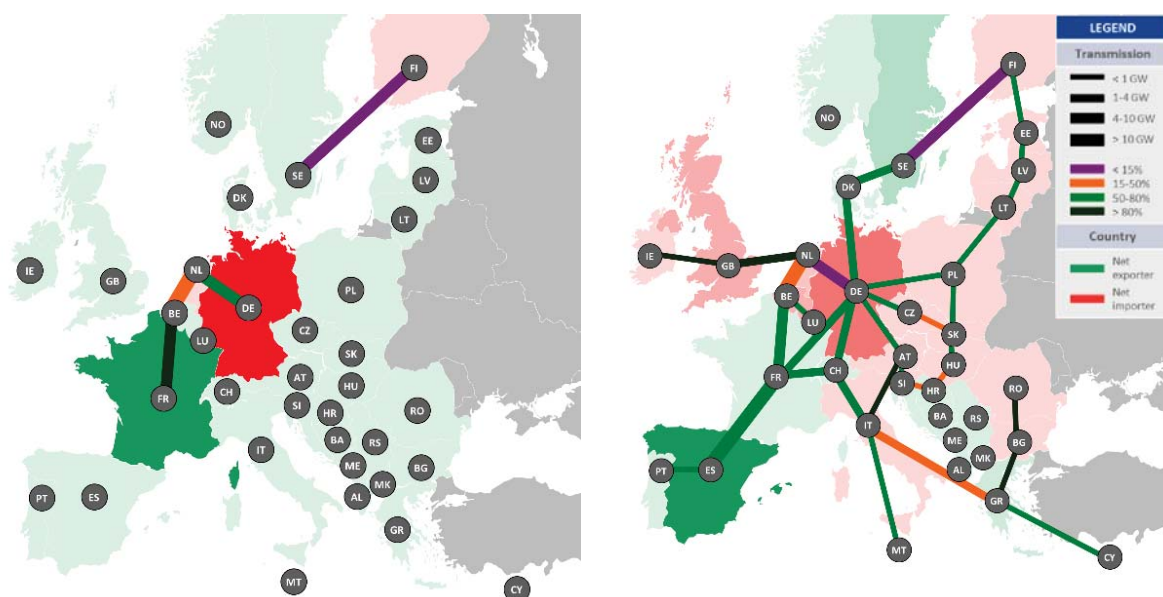 FI
NO
SE
EE
LV
DK
LT
IE
GB
NL
DE
PL
BE
LU
CZ
SK
AT
HU
CH
FR
SI
HR
RO
BA
RS
IT
ME
BG
MK
AL
PT
ES
GR
MT
CY
FI
NO
EE
SE
LV
DK
LT
IE
GB
NL
PL
DE
BE
CZ
LU
SK
AT
HU
FR
CH
SI
HR
RO
BA
RS
IT
ME
BG
MK
AL
PT
ES
GR
MT
CY
LEGEND
Transmission
< 1 GW
1-4 GW
4-10 GW
> 10 GW
< 15%
15-50%
50-80%
> 80%
Country
Net
exporter
Net
importer